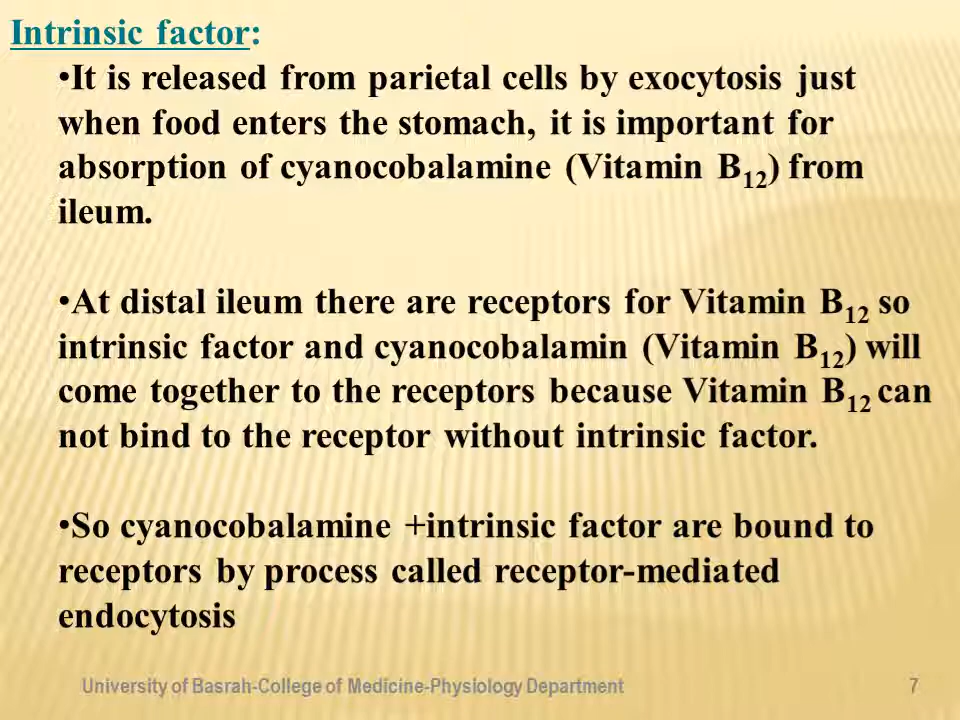 Intrinsic factor:
•It is released from parietal cells by exocytosis just
when food enters the stomach, it is important for
absorption of cyanocobalamine (Vitamin B12) from
ileum.
•At distal ileum there are receptors for Vitamin B12 so
intrinsic factor and cyanocobalamin (Vitamin B12) will
come together to the receptors because Vitamin B12 can
not bind to the receptor without intrinsic factor.
•So cyanocobalamine +intrinsic factor are bound to
receptors by process called receptor-mediated
endocytosis
University of Basrah-College of Medicine-Physiology Department 7